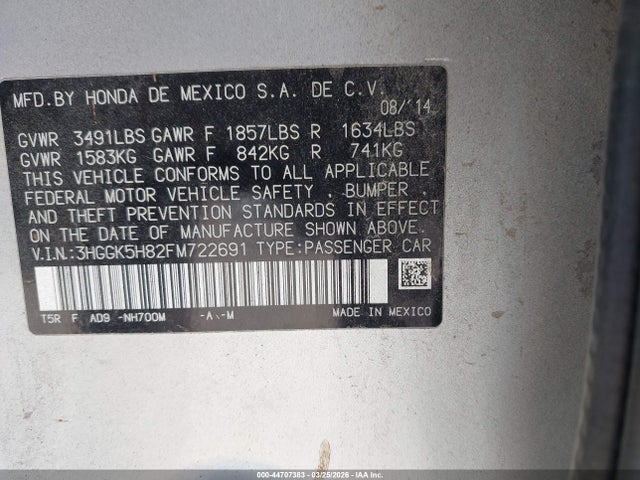 MFD.BY HONDA DE MEXICO S.A. DE C.V.
08/'14
GVWR 3491LBS GAWR F 1857LBS R 1634LBS
GVWR 1583KG GAWR F 842KG R 741KG
THIS VEHICLE CONFORMS TO ALL APPLICABLE
FEDERAL MOTOR VEHICLE SAFETY , BUMPER ,
AND THEFT PREVENTION STANDARDS IN EFFECT
ON THE DATE OF MANUFACTURE SHOWN ABOVE.
V.I.N.:3HGGK5H82FM722691 TYPE:PASSENGER CAR
T5R F AD9 -NH700M -A -M
MADE IN MEXICO
© - 44707363 - 03/25/2026 - IAA Inc.